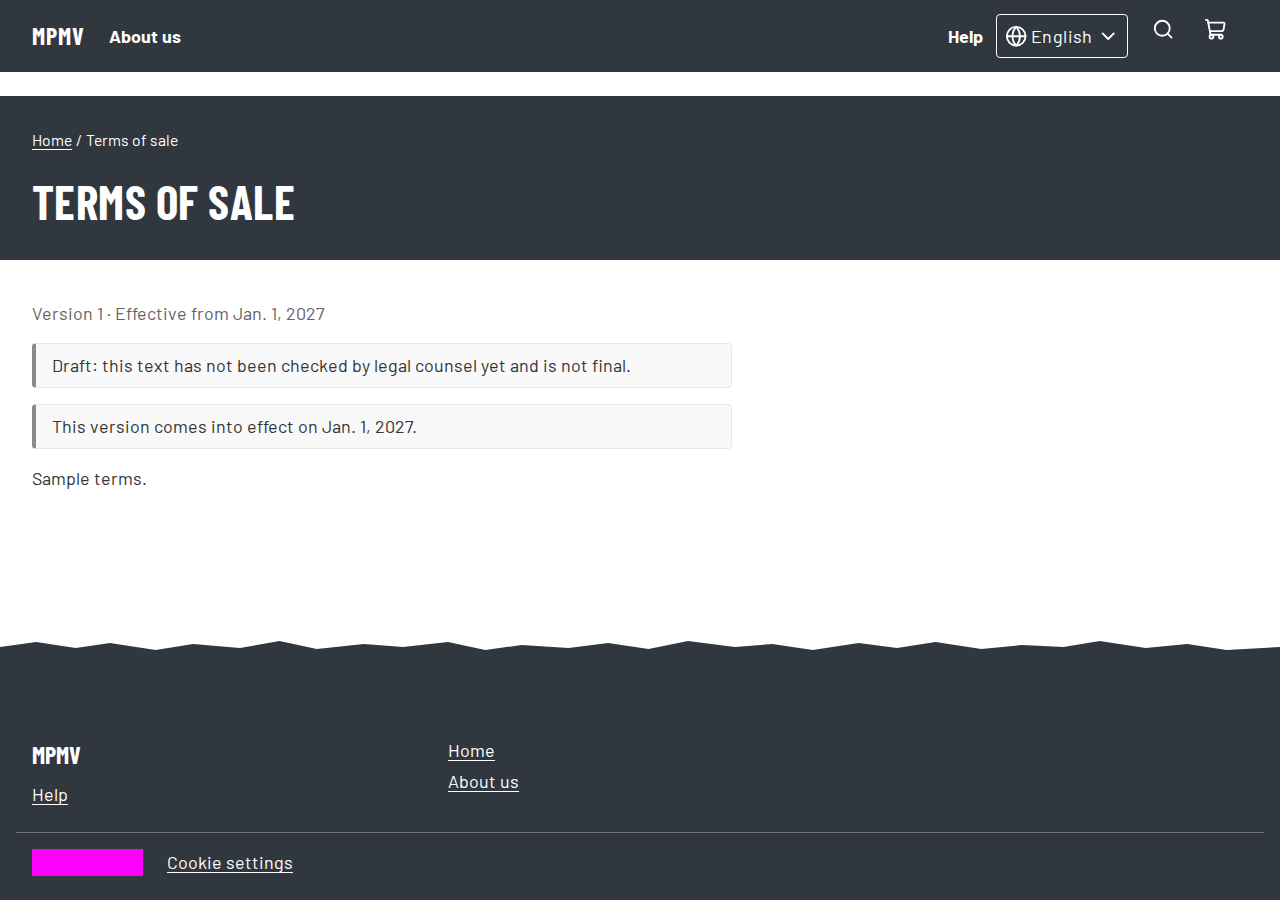 MPMV About us Help English
Home / Terms of sale
TERMS OF SALE
Version 1 · Effective from Jan. 1, 2027
Draft: this text has not been checked by legal counsel yet and is not final.
This version comes into effect on Jan. 1, 2027.
Sample terms.
MPMV
Help
Home
About us
Cookie settings